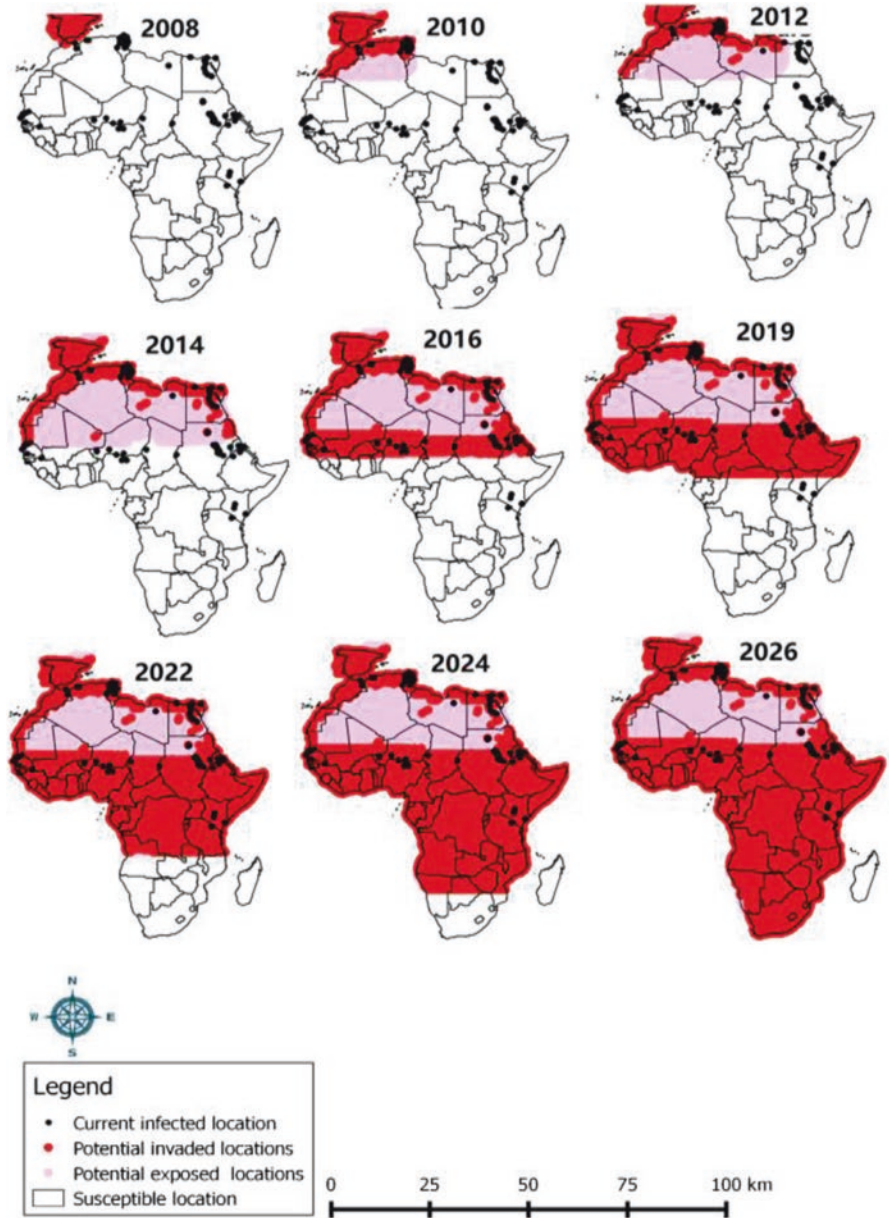 2008
2010
2012
2014
2016
2019
2022
2024
2026
N
W E
S
Legend
Current infected location
Potential invaded locations
Potential exposed locations
Susceptible location
0 25 50 75 100 km